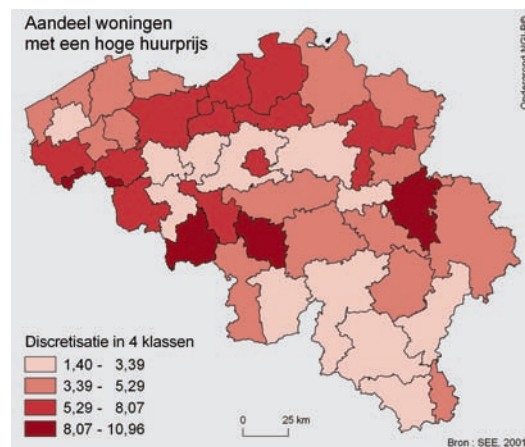 Aandeel woningen
met een hoge huurprijs
Discretisatie in 4 klassen
1,40 - 3,39
3,39 - 5,29
5,29 - 8,07
8,07 - 10,96
0 25 km
Bron : SEE, 2001
Ondergrond